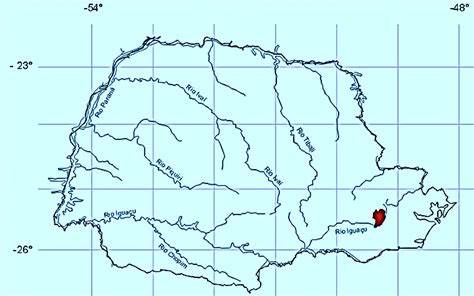 -54°
-48°
-23°
Rio Paraná
Rio Ivaí
Rio Tibaji
Rio Piquiri
Rio Ivaí
Rio Iguaçu
Rio Iguaçu
Rio Chopim
-26°